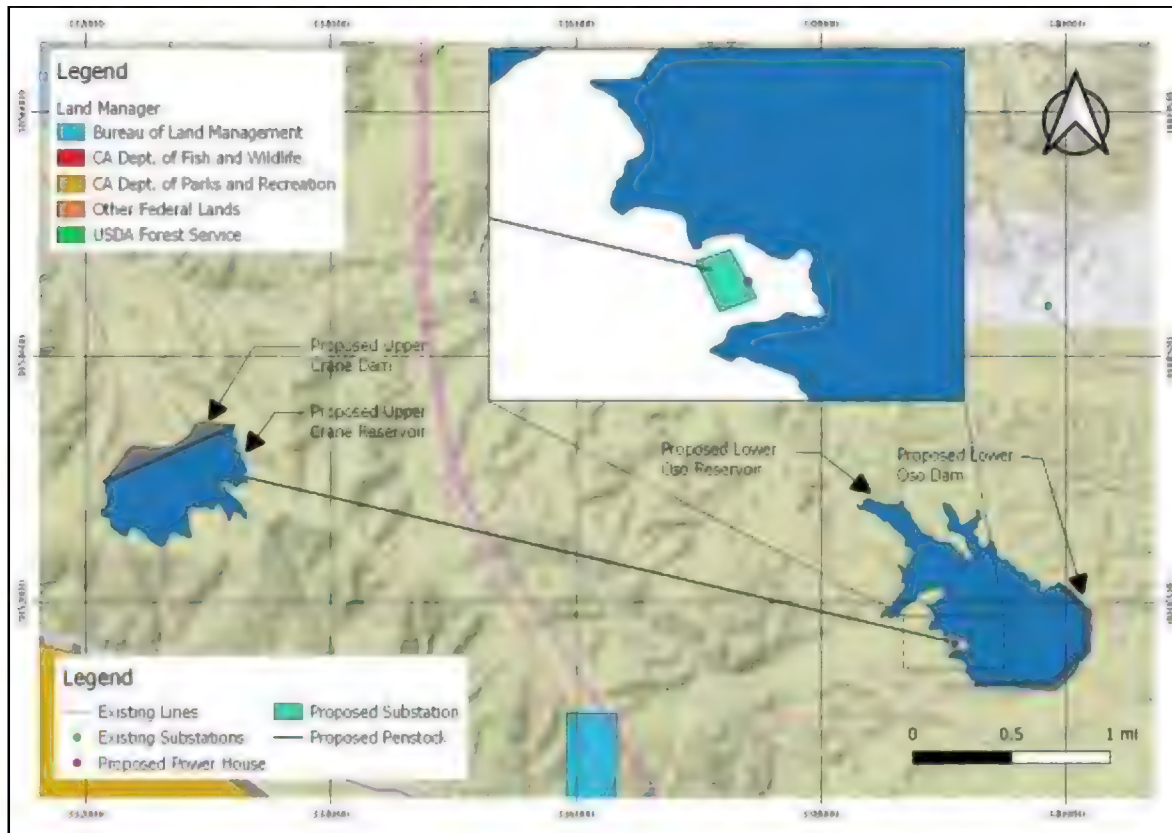 Legend
Land Manager
Bureau of Land Management
CA Dept. of Fish and Wildlife
CA Dept. of Parks and Recreation
Other Federal Lands
USDA Forest Service
Proposed Upper
Crane Dam
Proposed Upper
Crane Reservoir
Proposed Lower
Oso Reservoir
Proposed Lower
Oso Dam
Legend
Existing Lines
Existing Substations
Proposed Power House
Proposed Substation
Proposed Penstock
0 0.5 1 mi